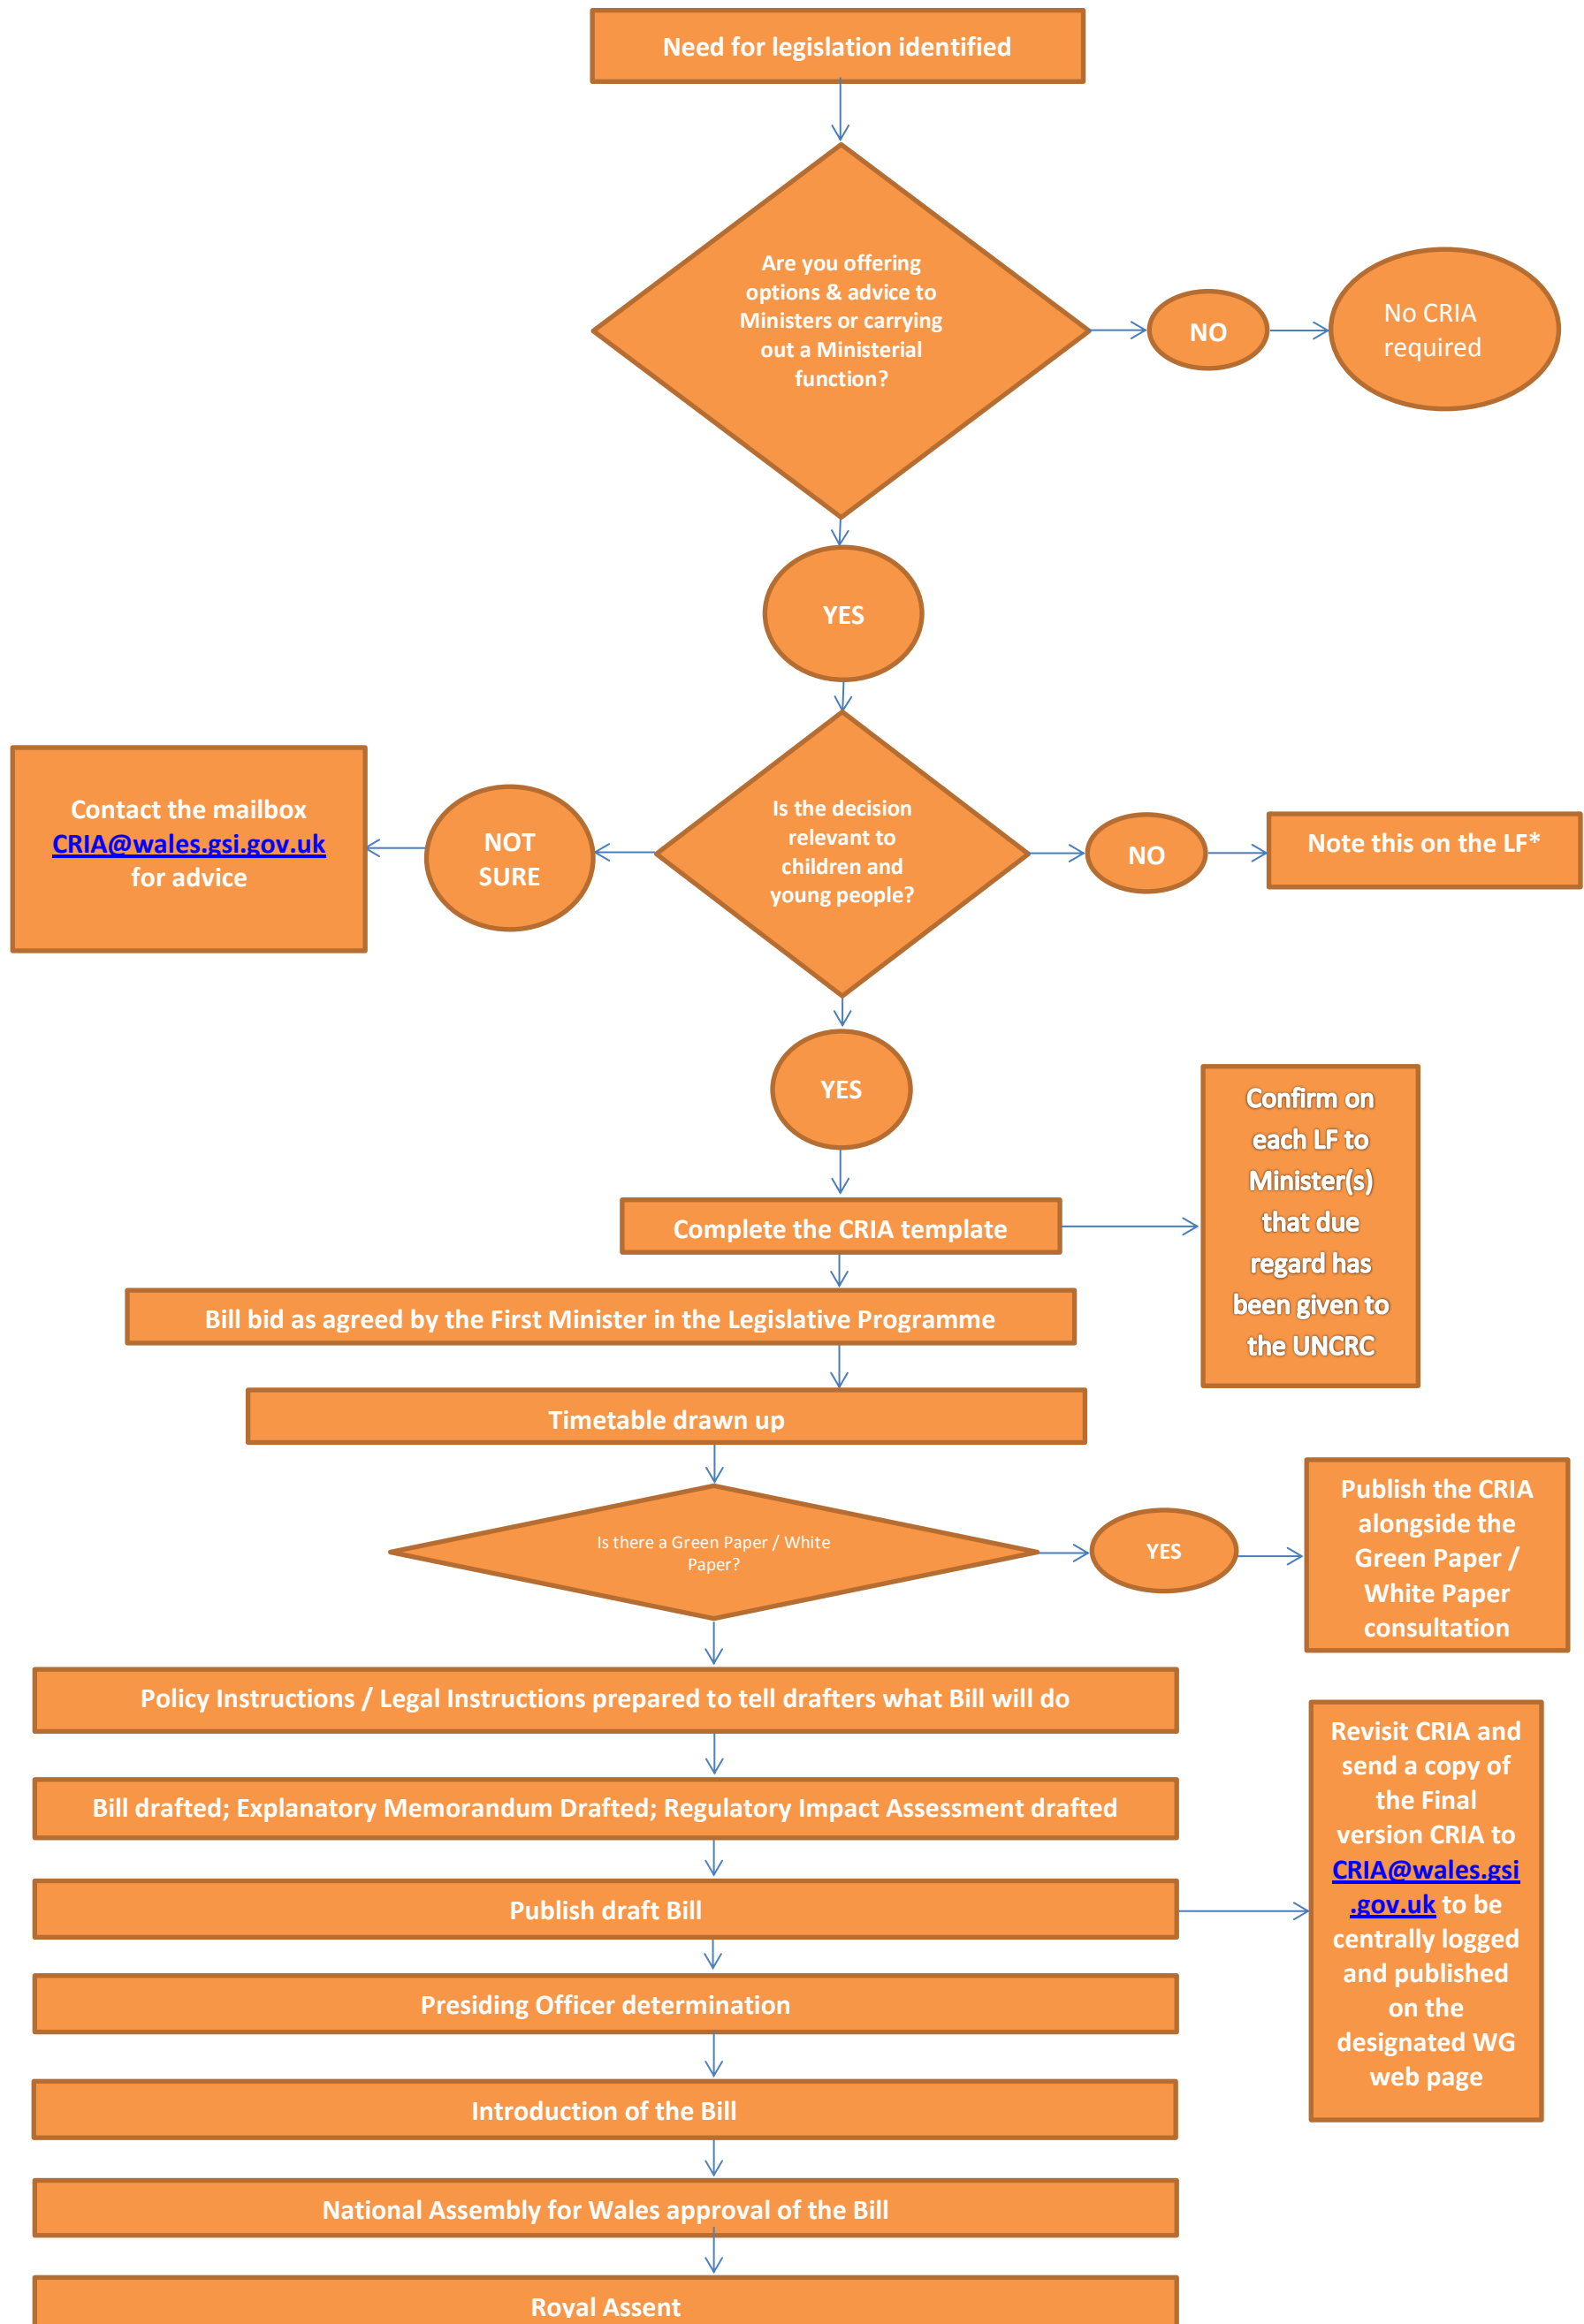 Need for legislation identified
Are you offering
options & advice to
Ministers or carrying
out a Ministerial
function?
NO
No CRIA
required
YES
Contact the mailbox
CRIA@wales.gsi.gov.uk
for advice
NOT
SURE
Is the decision
relevant to
children and
young people?
NO
Note this on the LF*
YES
Complete the CRIA template
Confirm on
each LF to
Minister(s)
that due
regard has
been given to
the UNCRC
Bill bid as agreed by the First Minister in the Legislative Programme
Timetable drawn up
Is there a Green Paper / White
Paper?
YES
Publish the CRIA
alongside the
Green Paper /
White Paper
consultation
Policy Instructions / Legal Instructions prepared to tell drafters what Bill will do
Bill drafted; Explanatory Memorandum Drafted; Regulatory Impact Assessment drafted
Publish draft Bill
Revisit CRIA and
send a copy of
the Final
version CRIA to
CRIA@wales.gsi
.gov.uk to be
centrally logged
and published
on the
designated WG
web page
Presiding Officer determination
Introduction of the Bill
National Assembly for Wales approval of the Bill
Royal Assent